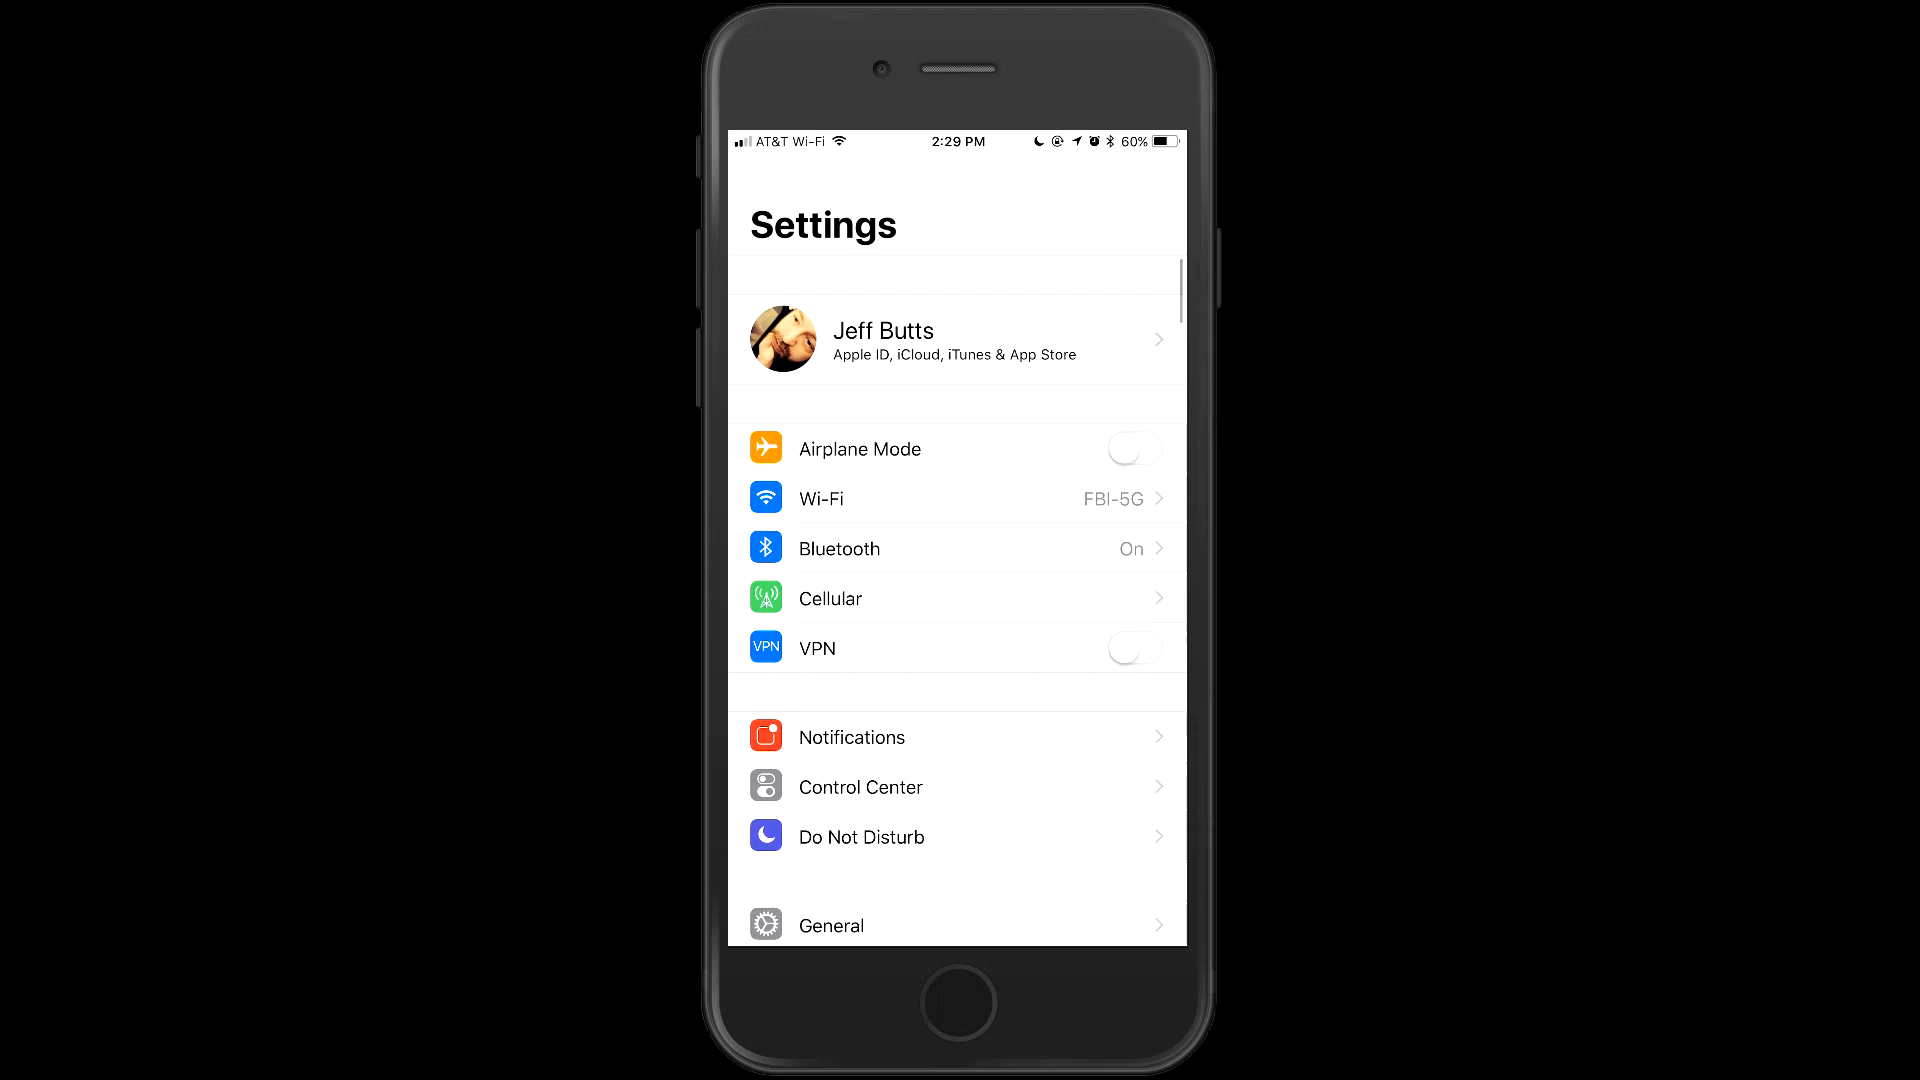 AT&T Wi-Fi 2:29 PM 60%
Settings
Jeff Butts
Apple ID, iCloud, iTunes & App Store
Airplane Mode
Wi-Fi FBI-5G
Bluetooth On
Cellular
VPN VPN
Notifications
Control Center
Do Not Disturb
General